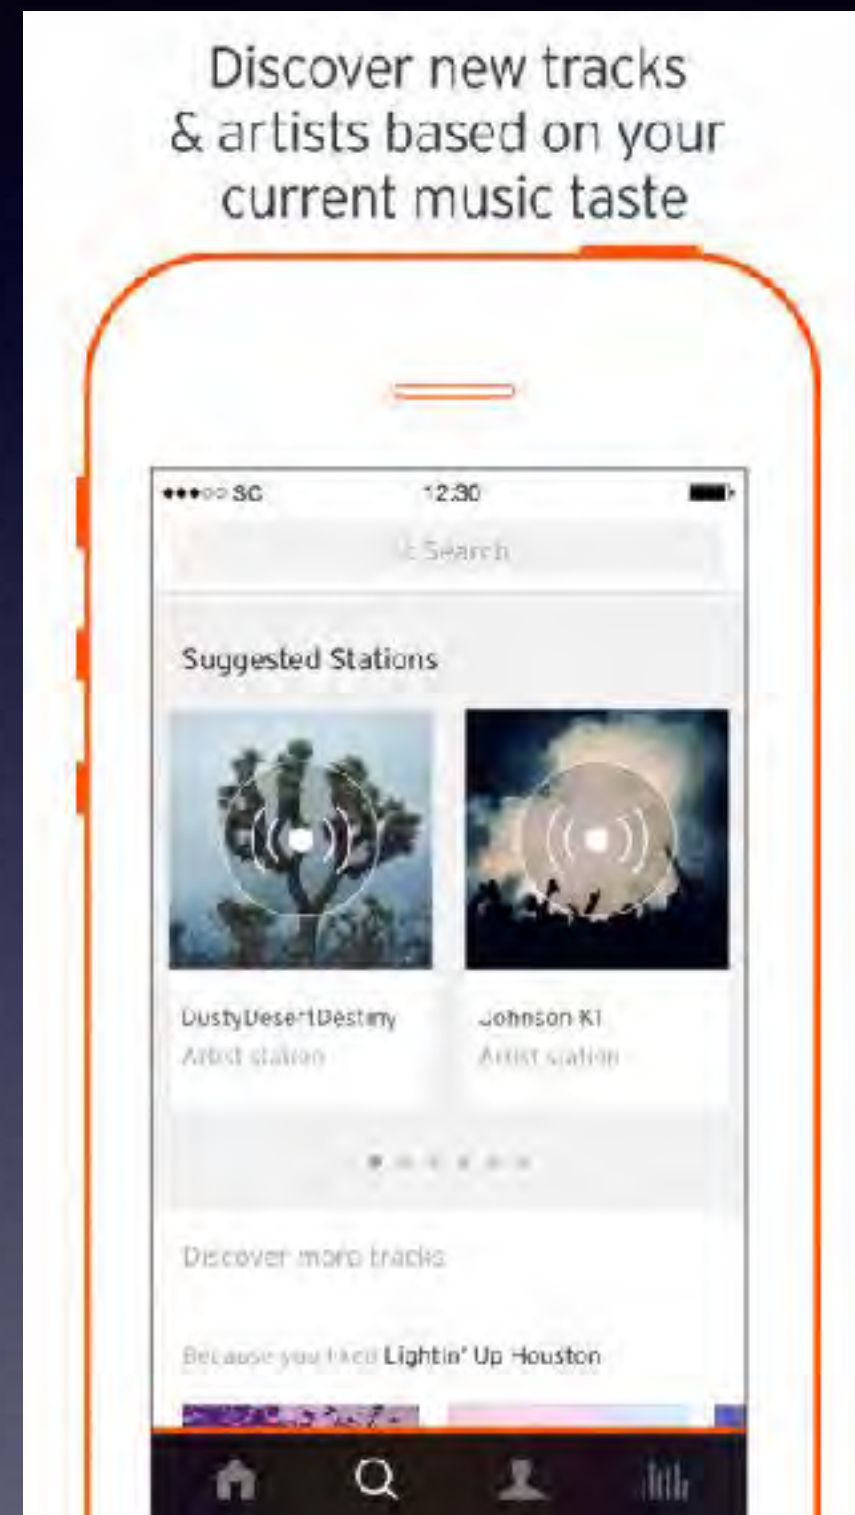 Discover new tracks
& artists based on your
current music taste
SC
12:30
Search
Suggested Stations
DustyDesertDestiny
Johnson KT
Artist station
Artist station
Discover more tracks
Because you liked Lightin' Up Houston